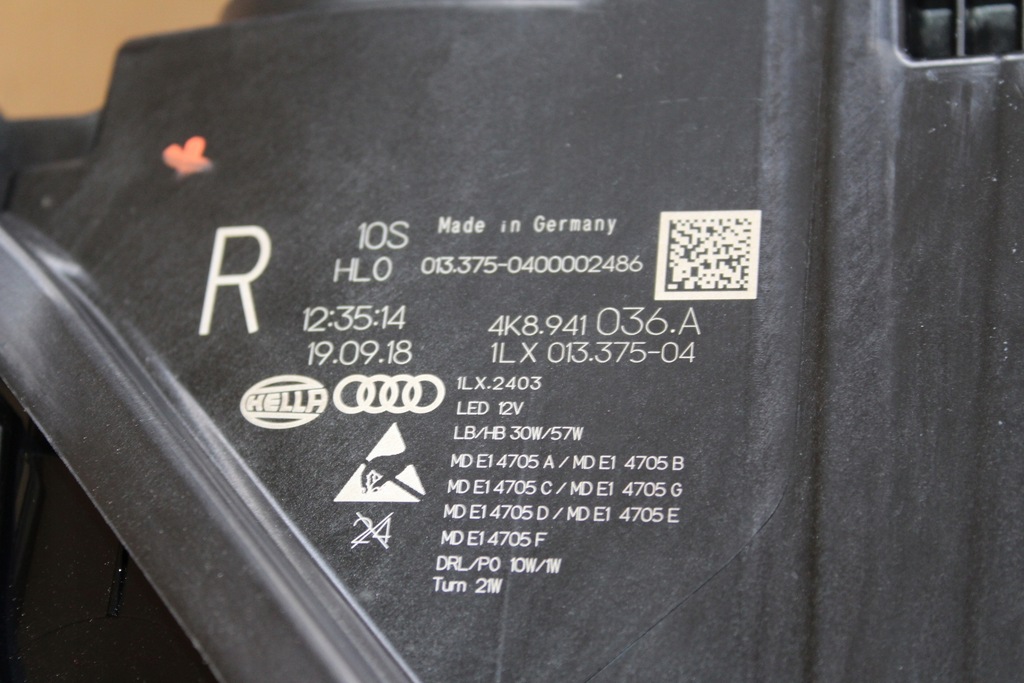 R
10S Made in Germany
HL0 013.375-0400002486
12:35:14 4K8.941 036.A
19.09.18 1LX 013.375-04
HELLA 1LX.2403
LED 12V
LB/HB 30W/57W
MD E1 4705 A / MD E1 4705 B
MD E1 4705 C / MD E1 4705 G
24 MD E1 4705 D / MD E1 4705 E
MD E1 4705 F
DRL/PO 10W/1W
Turn 21W